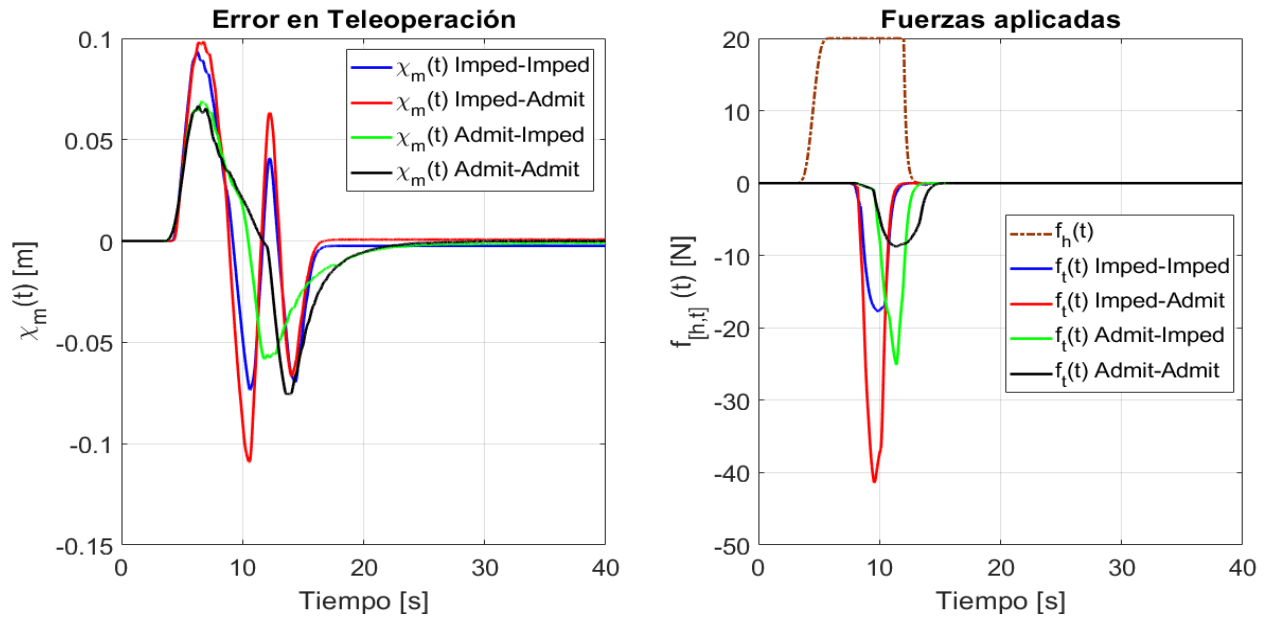 Error en Teleoperación
0.1
0.05
0
-0.05
-0.1
-0.15
χm(t) [m]
χm(t) Imped-Imped
χm(t) Imped-Admit
χm(t) Admit-Imped
χm(t) Admit-Admit
0 10 20 30 40
Tiempo [s]
Fuerzas aplicadas
20
10
0
-10
-20
-30
-40
-50
f[h,t] (t) [N]
fh(t)
ft(t) Imped-Imped
ft(t) Imped-Admit
ft(t) Admit-Imped
ft(t) Admit-Admit
0 10 20 30 40
Tiempo [s]